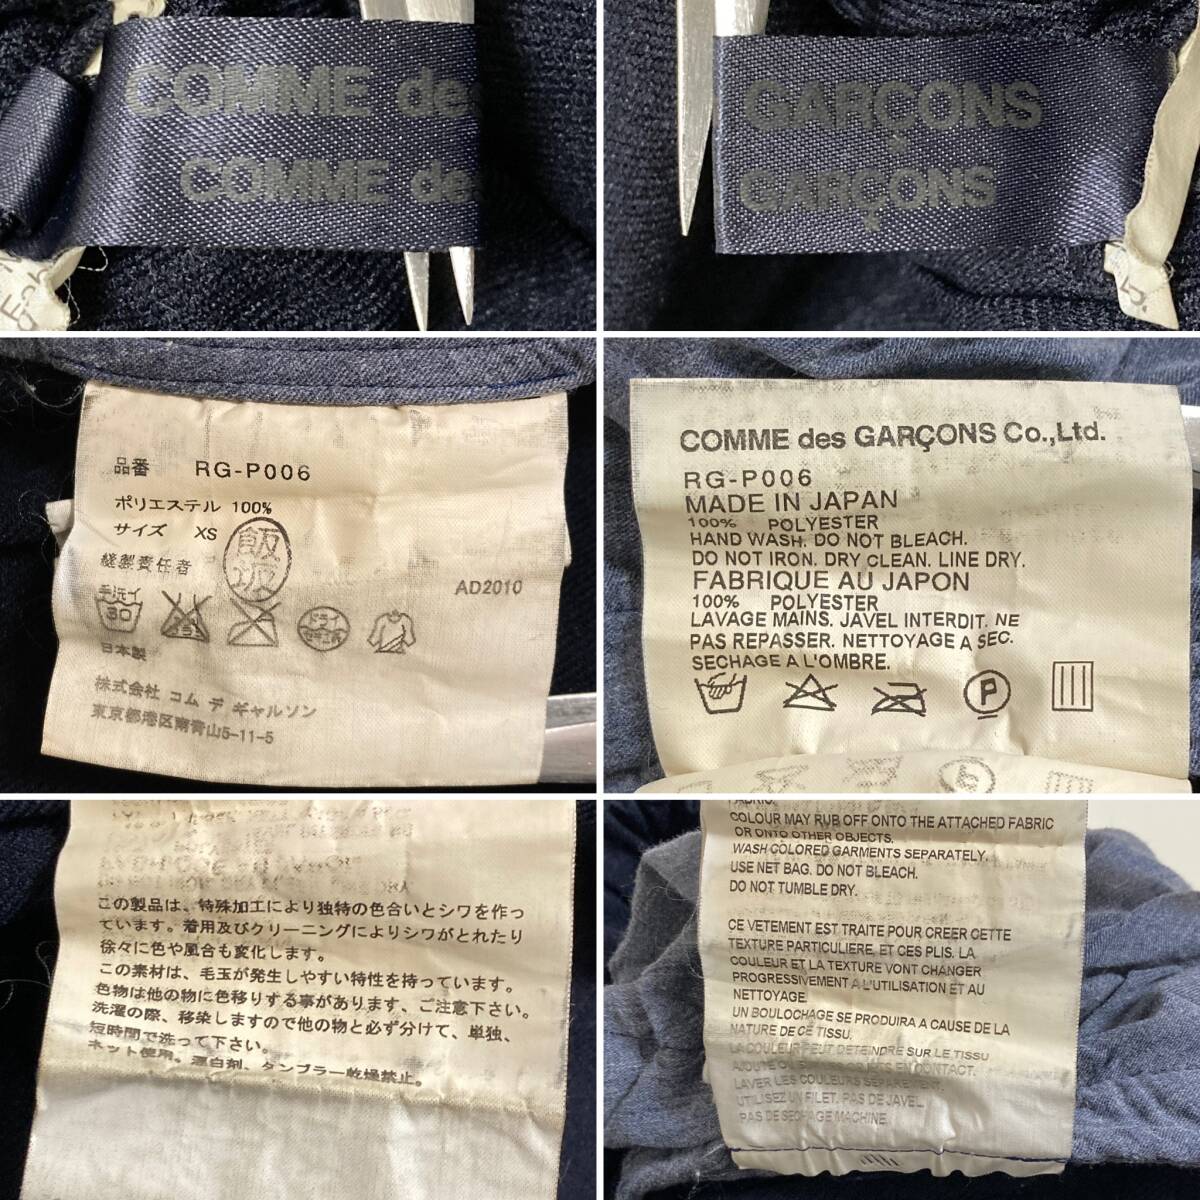 COMME des
COMME des
GARÇONS
GARÇONS
品番 RG-P006
ポリエステル 100%
サイズ XS
飯坂
縫製責任者
AD2010
手洗イ
30
ドライ
日本製
株式会社 コム デ ギャルソン
東京都港区南青山5-11-5
COMME des GARÇONS Co.,Ltd.
RG-P006
MADE IN JAPAN
100% POLYESTER
HAND WASH. DO NOT BLEACH.
DO NOT IRON. DRY CLEAN. LINE DRY.
FABRIQUE AU JAPON
100% POLYESTER
LAVAGE MAINS. JAVEL INTERDIT. NE
PAS REPASSER. NETTOYAGE A SEC.
SECHAGE A L'OMBRE.
P
この製品は、特殊加工により独特の色合いとシワを作っ
ています。着用及びクリーニングによりシワがとれたり
徐々に色や風合も変化します。
この素材は、毛玉が発生しやすい特性を持っています。
色物は他の物に色移りする事があります、ご注意下さい。
洗濯の際、移染しますので他の物と必ず分けて、単独、
短時間で洗って下さい。
ネット使用。漂白剤、タンブラー乾燥禁止。
FABRIC.
COLOUR MAY RUB OFF ONTO THE ATTACHED FABRIC
OR ONTO OTHER OBJECTS.
WASH COLORED GARMENTS SEPARATELY.
USE NET BAG. DO NOT BLEACH.
DO NOT TUMBLE DRY.
CE VETEMENT EST TRAITE POUR CREER CETTE
TEXTURE PARTICULIERE, ET CES PLIS. LA
COULEUR ET LA TEXTURE VONT CHANGER
PROGRESSIVEMENT A L'UTILISATION ET AU
NETTOYAGE.
UN BOULOCHAGE SE PRODUIRA A CAUSE DE LA
NATURE DE CE TISSU.
LA COULEUR PEUT DETEINDRE SUR LE TISSU
LAVER LES COULEURS SEPAREMENT.
UTILISEZ UN FILET. PAS DE JAVEL.
PAS DE SECHAGE MACHINE.